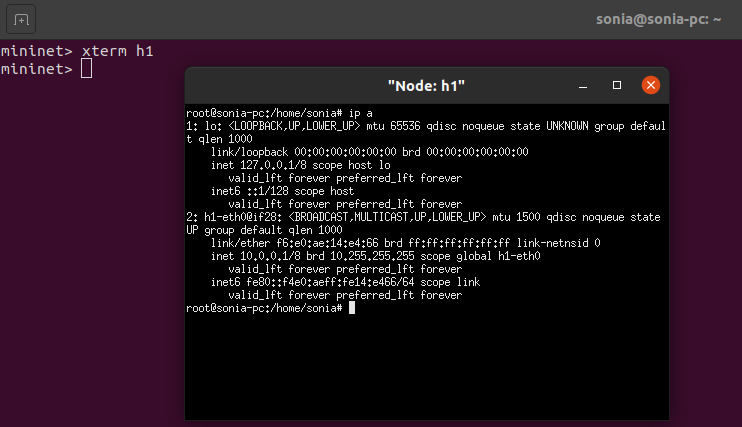 sonia@sonia-pc: ~
mininet> xterm h1
mininet>
"Node: h1"
root@sonia-pc:/home/sonia# ip a
1: lo: <LOOPBACK,UP,LOWER_UP> mtu 65536 qdisc noqueue state UNKNOWN group defaul
t qlen 1000
    link/loopback 00:00:00:00:00:00 brd 00:00:00:00:00:00
    inet 127.0.0.1/8 scope host lo
       valid_lft forever preferred_lft forever
    inet6 ::1/128 scope host
       valid_lft forever preferred_lft forever
2: h1-eth0@if28: <BROADCAST,MULTICAST,UP,LOWER_UP> mtu 1500 qdisc noqueue state
UP group default qlen 1000
    link/ether f6:e0:ae:14:e4:66 brd ff:ff:ff:ff:ff:ff link-netnsid 0
    inet 10.0.0.1/8 brd 10.255.255.255 scope global h1-eth0
       valid_lft forever preferred_lft forever
    inet6 fe80::f4e0:aeff:fe14:e466/64 scope link
       valid_lft forever preferred_lft forever
root@sonia-pc:/home/sonia#